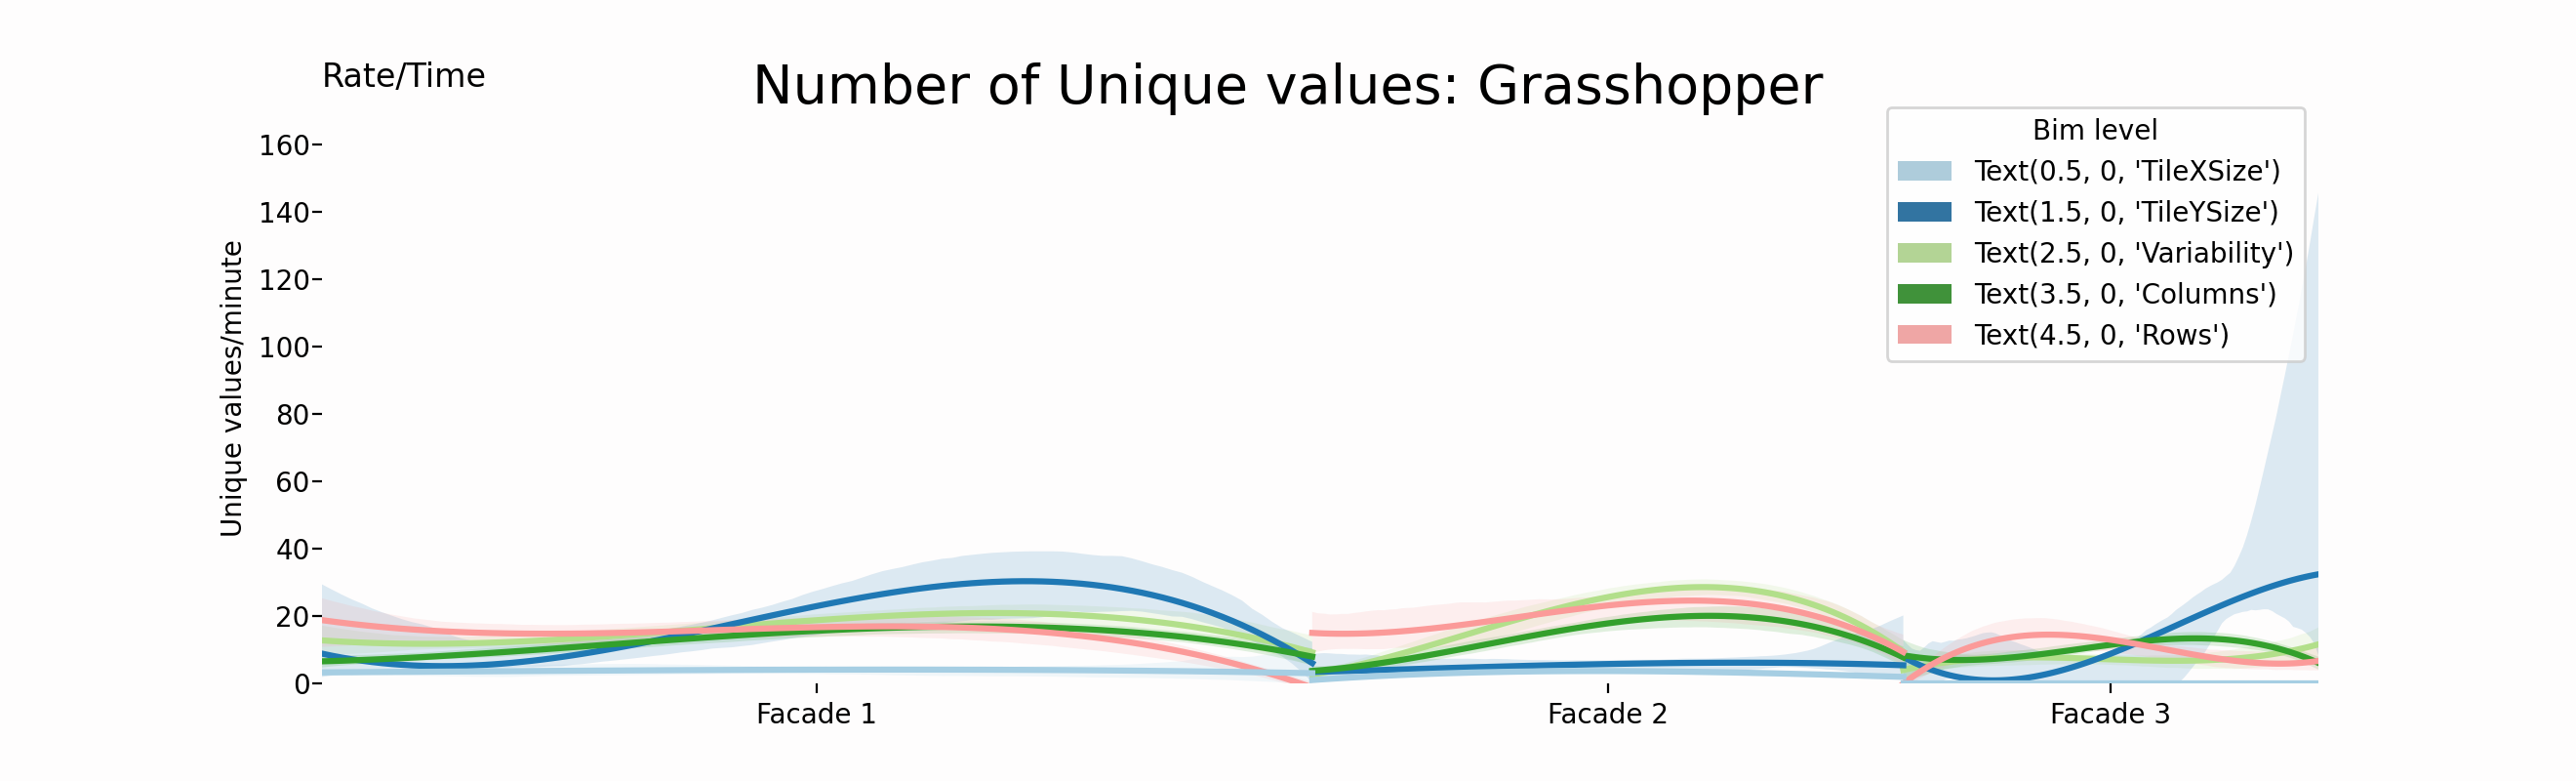 Rate/Time
Number of Unique values: Grasshopper
Bim level
Text(0.5, 0, 'TileXSize')
Text(1.5, 0, 'TileYSize')
Text(2.5, 0, 'Variability')
Text(3.5, 0, 'Columns')
Text(4.5, 0, 'Rows')
Unique values/minute
160
140
120
100
80
60
40
20
0
Facade 1
Facade 2
Facade 3